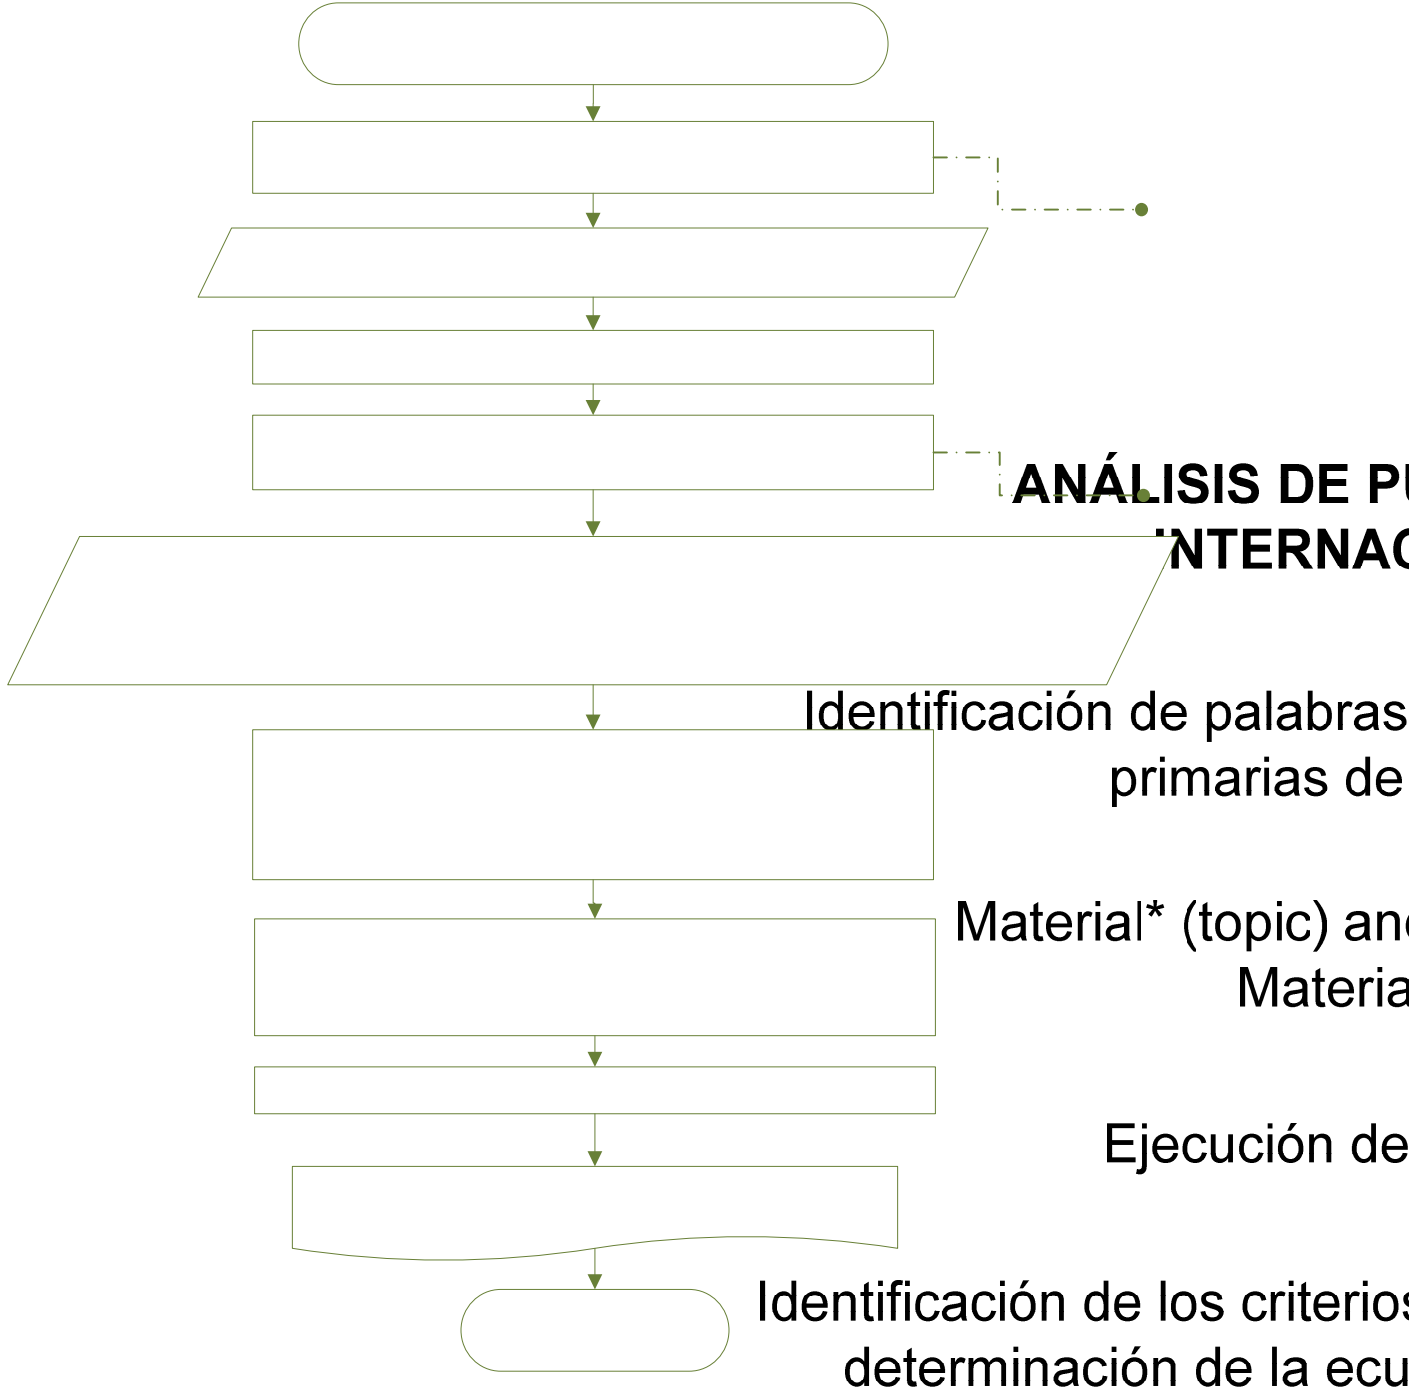 ANÁLISIS DE PU
INTERNAC
Identificación de palabras
primarias de
Material* (topic) and
Materia
Ejecución de
Identificación de los criterios
determinación de la ecu